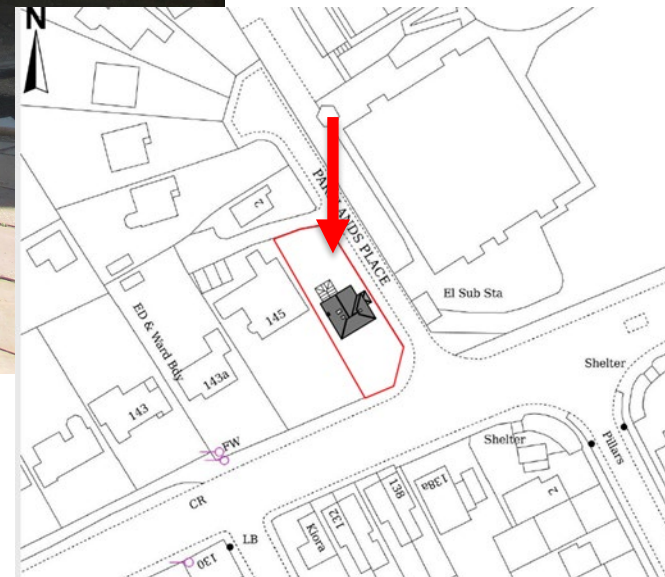 N
PARKLANDS PLACE
2
El Sub Sta
145
ED & Ward Bdy
143a
143
Shelter
FW
Shelter
Pillars
CR
138a
138
2
132
Kiora
LB
130